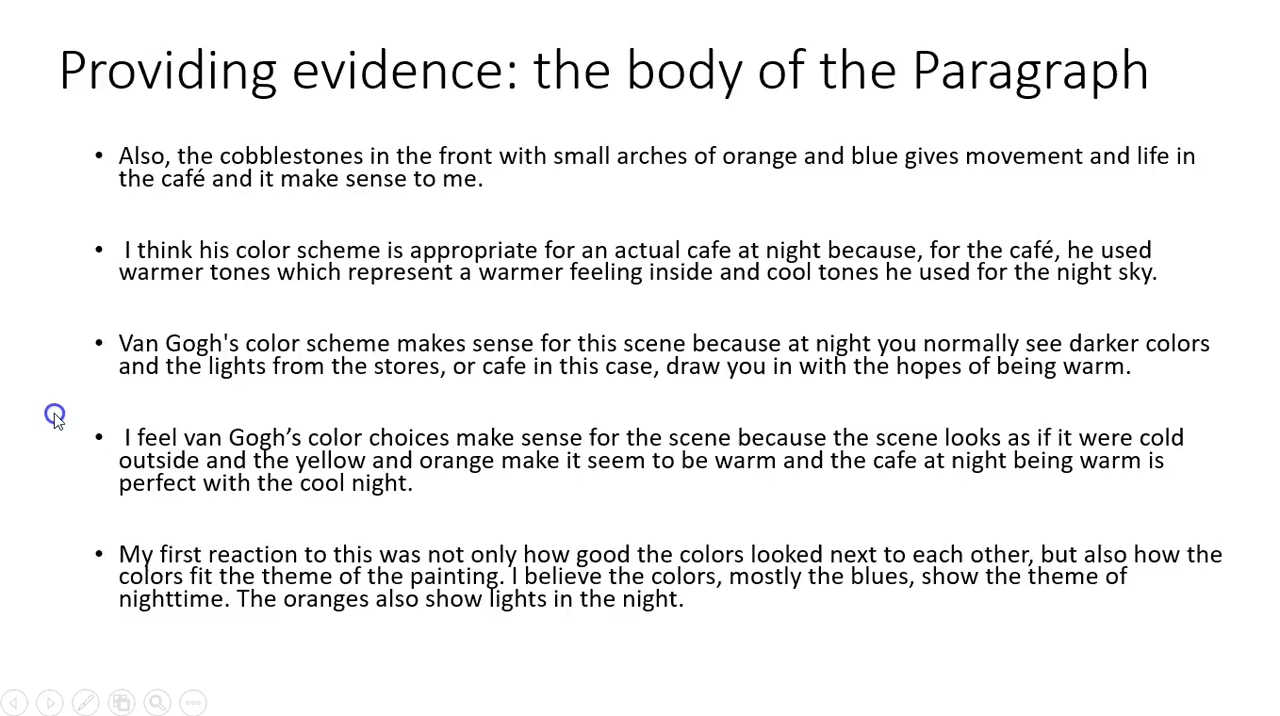 Providing evidence: the body of the Paragraph
• Also, the cobblestones in the front with small arches of orange and blue gives movement and life in
the café and it make sense to me.
• I think his color scheme is appropriate for an actual cafe at night because, for the café, he used
warmer tones which represent a warmer feeling inside and cool tones he used for the night sky.
• Van Gogh's color scheme makes sense for this scene because at night you normally see darker colors
and the lights from the stores, or cafe in this case, draw you in with the hopes of being warm.
• I feel van Gogh’s color choices make sense for the scene because the scene looks as if it were cold
outside and the yellow and orange make it seem to be warm and the cafe at night being warm is
perfect with the cool night.
• My first reaction to this was not only how good the colors looked next to each other, but also how the
colors fit the theme of the painting. I believe the colors, mostly the blues, show the theme of
nighttime. The oranges also show lights in the night.